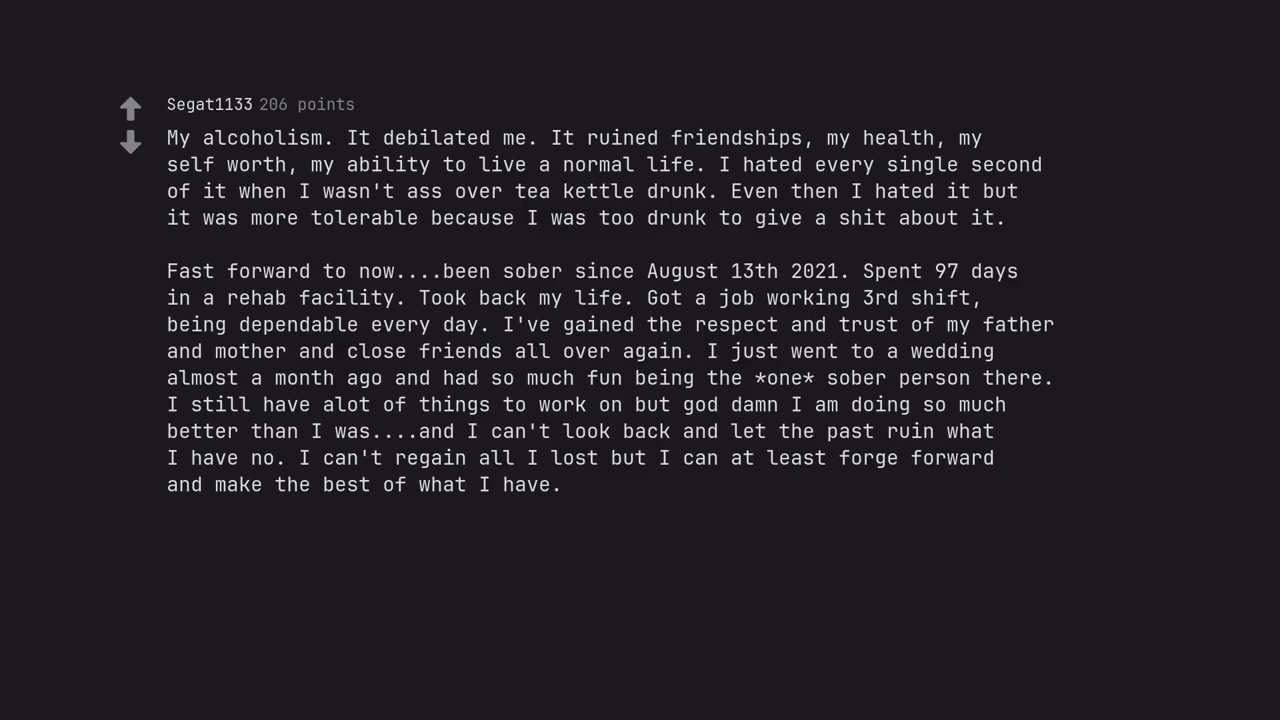 Segat1133 206 points
My alcoholism. It debilated me. It ruined friendships, my health, my
self worth, my ability to live a normal life. I hated every single second
of it when I wasn't ass over tea kettle drunk. Even then I hated it but
it was more tolerable because I was too drunk to give a shit about it.
Fast forward to now....been sober since August 13th 2021. Spent 97 days
in a rehab facility. Took back my life. Got a job working 3rd shift,
being dependable every day. I've gained the respect and trust of my father
and mother and close friends all over again. I just went to a wedding
almost a month ago and had so much fun being the *one* sober person there.
I still have alot of things to work on but god damn I am doing so much
better than I was....and I can't look back and let the past ruin what
I have no. I can't regain all I lost but I can at least forge forward
and make the best of what I have.